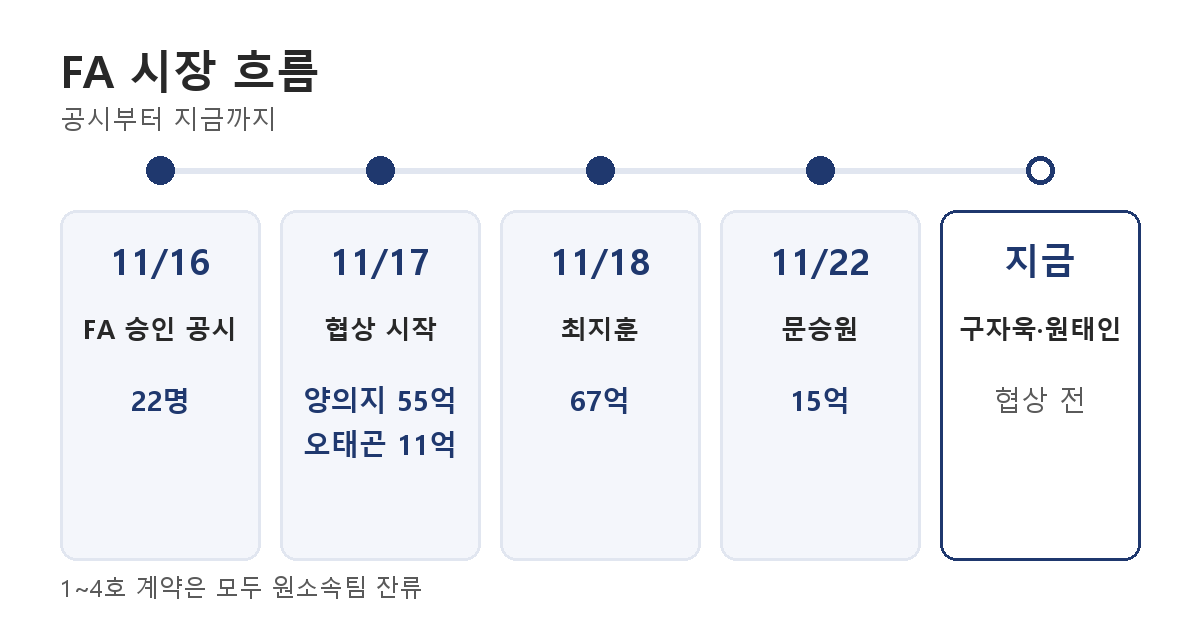 FA 시장 흐름
공시부터 지금까지
11/16
FA 승인 공시
22명
11/17
협상 시작
양의지 55억
오태곤 11억
11/18
최지훈
67억
11/22
문승원
15억
지금
구자욱·원태인
협상 전
1~4호 계약은 모두 원소속팀 잔류